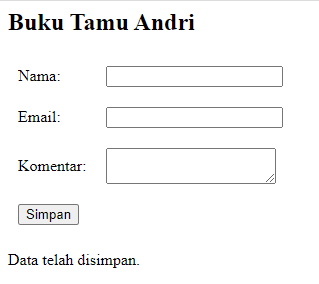 Buku Tamu Andri
Nama:
Email:
Komentar:
Simpan
Data telah disimpan.